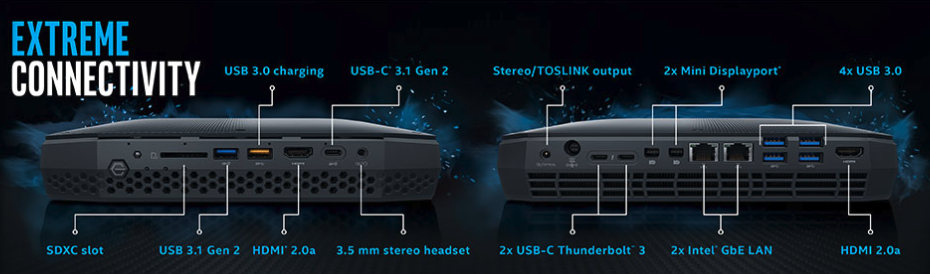 EXTREME
CONNECTIVITY
USB 3.0 charging
USB-C* 3.1 Gen 2
Stereo/TOSLINK output
2x Mini Displayport*
4x USB 3.0
SDXC slot
USB 3.1 Gen 2
HDMI* 2.0a
3.5 mm stereo headset
2x USB-C Thunderbolt™ 3
2x Intel® GbE LAN
HDMI 2.0a